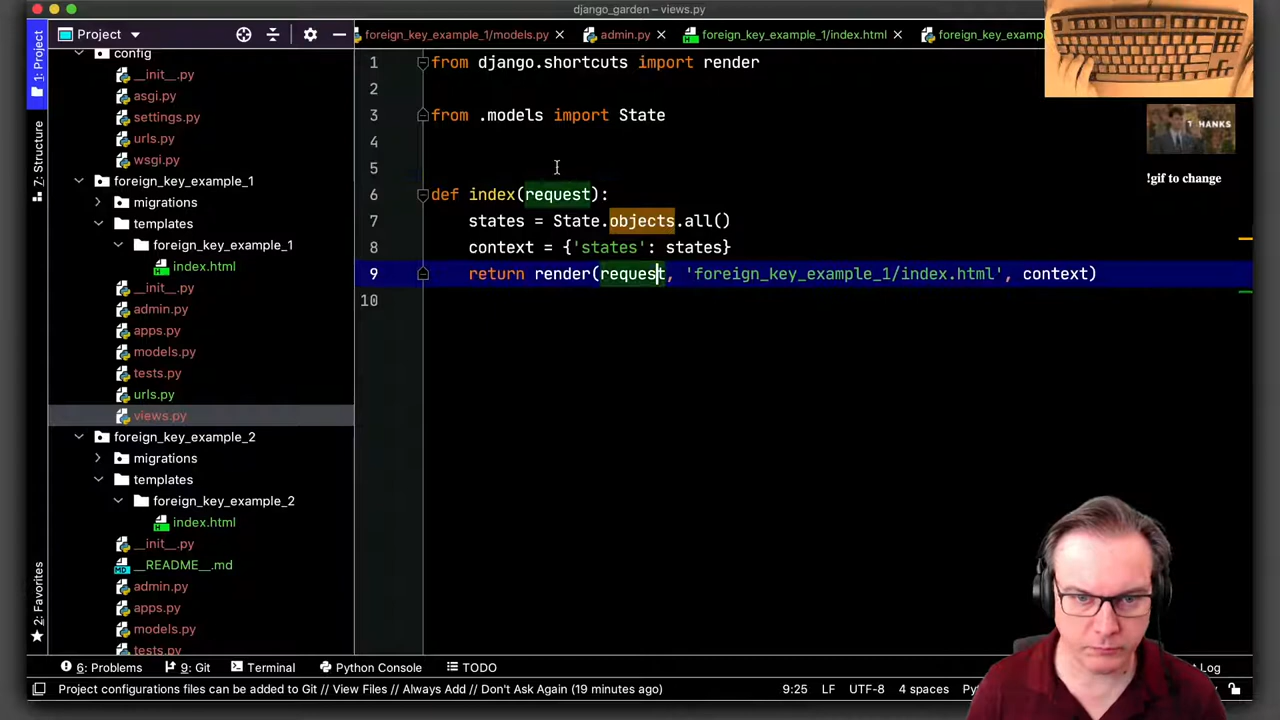 django_garden – views.py
1: Project
Project
foreign_key_example_1/models.py
admin.py
foreign_key_example_1/index.html
foreign_key_exam
config
__init__.py
asgi.py
settings.py
urls.py
wsgi.py
foreign_key_example_1
migrations
templates
foreign_key_example_1
index.html
__init__.py
admin.py
apps.py
models.py
tests.py
urls.py
views.py
foreign_key_example_2
migrations
templates
foreign_key_example_2
index.html
__init__.py
__README__.md
admin.py
apps.py
models.py
tests.py
7: Structure
2: Favorites
1 from django.shortcuts import render
2
3 from .models import State
4
5
6 def index(request):
7 states = State.objects.all()
8 context = {'states': states}
9 return render(request, 'foreign_key_example_1/index.html', context)
10
T HANKS
!gif to change
6: Problems
9: Git
Terminal
Python Console
TODO
Log
Project configurations files can be added to Git // View Files // Always Add // Don't Ask Again (19 minutes ago)
9:25
LF
UTF-8
4 spaces